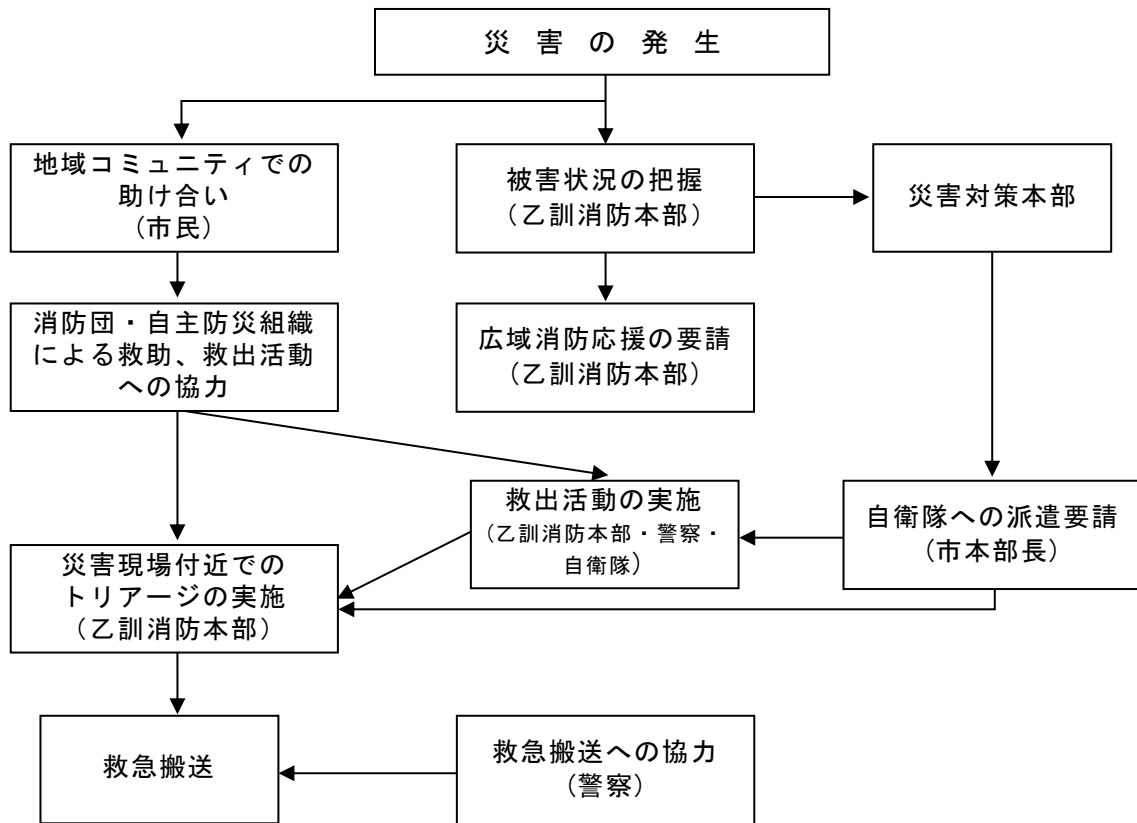 災害の発生
地域コミュニティでの
助け合い
(市民)
被害状況の把握
(乙訓消防本部)
災害対策本部
消防団・自主防災組織
による救助、救出活動
への協力
広域消防応援の要請
(乙訓消防本部)
救出活動の実施
(乙訓消防本部・警察・
自衛隊)
自衛隊への派遣要請
(市本部長)
災害現場付近での
トリアージの実施
(乙訓消防本部)
救急搬送
救急搬送への協力
(警察)